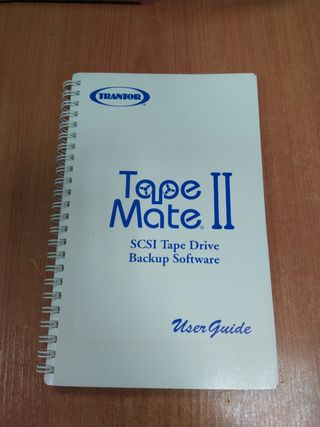 TRANTOR®
Tape
Mate® II
SCSI Tape Drive
Backup Software
User Guide